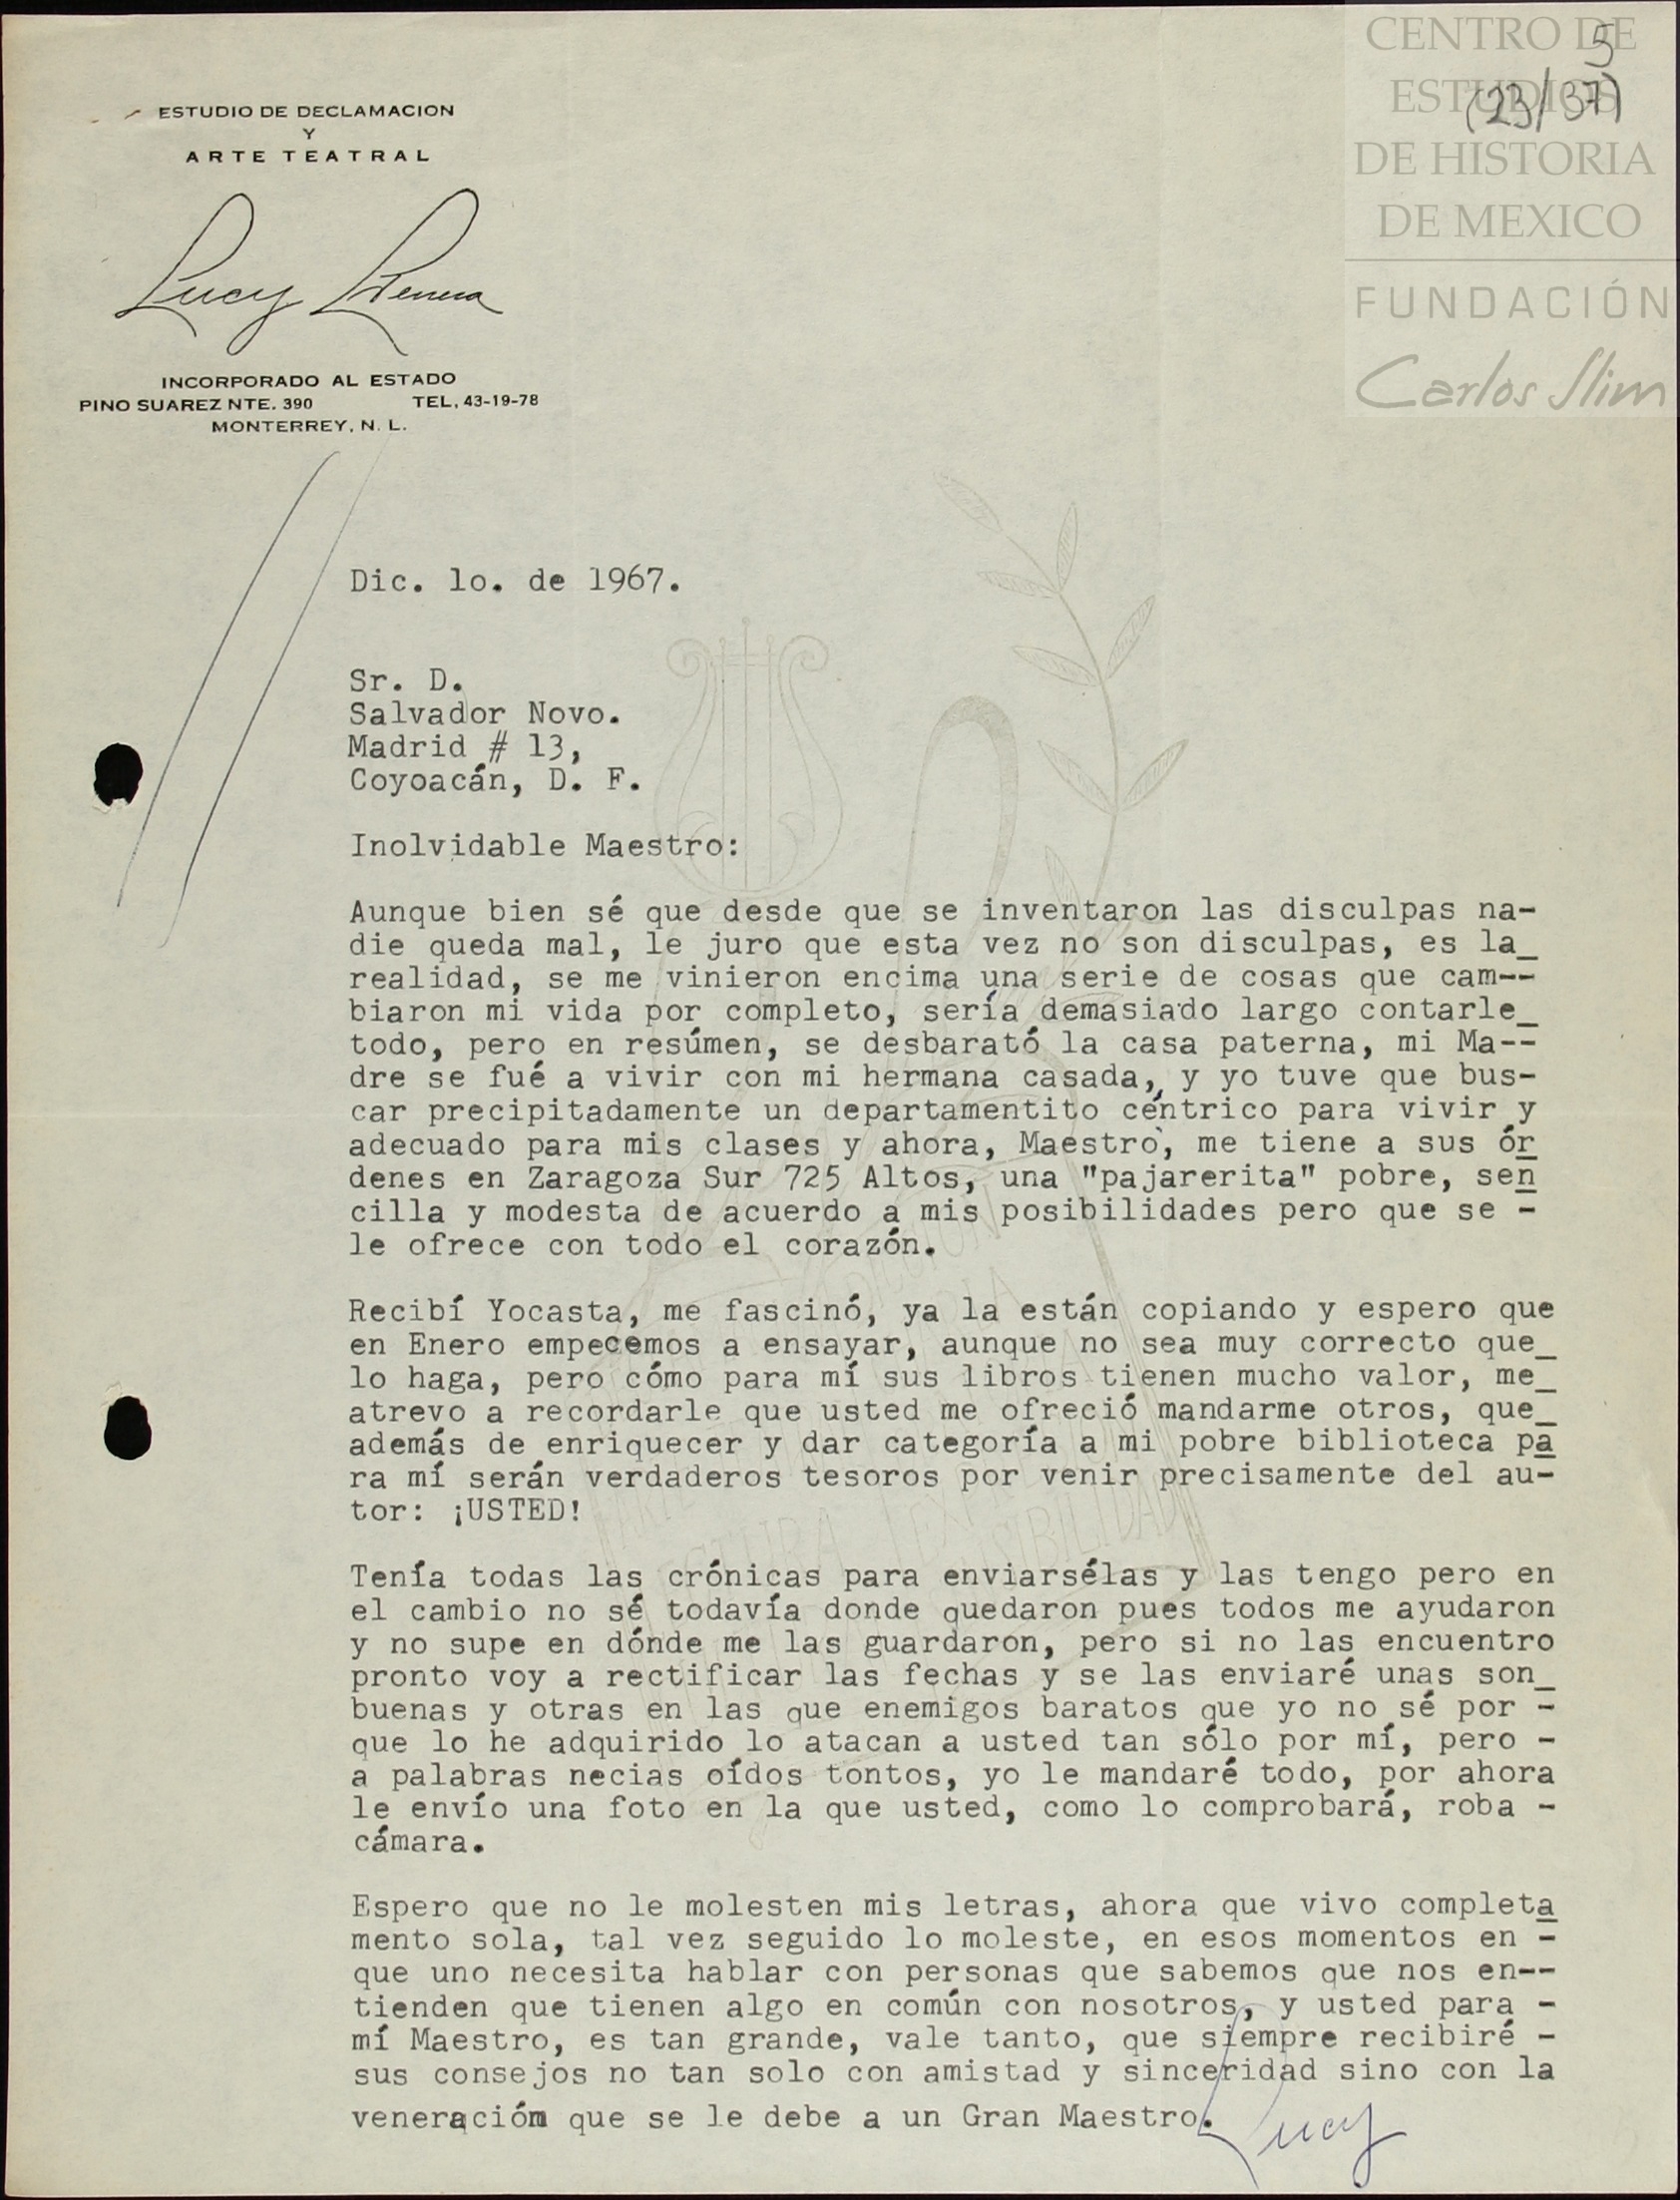 CENTRO DE
ESTUDIOS
DE HISTORIA
DE MEXICO
FUNDACIÓN
Carlos Slim
5
(23/37)
ESTUDIO DE DECLAMACION
Y
ARTE TEATRAL
Lucy
INCORPORADO AL ESTADO
PINO SUAREZ NTE. 390 TEL. 43-19-78
MONTERREY, N. L.
Dic. lo. de 1967.
Sr. D.
Salvador Novo.
Madrid # 13,
Coyoacán, D. F.
Inolvidable Maestro:
Aunque bien sé que desde que se inventaron las disculpas na-
die queda mal, le juro que esta vez no son disculpas, es la_
realidad, se me vinieron encima una serie de cosas que cam--
biaron mi vida por completo, sería demasiado largo contarle_
todo, pero en resúmen, se desbarató la casa paterna, mi Ma--
dre se fué a vivir con mi hermana casada, y yo tuve que bus-
car precipitadamente un departamentito céntrico para vivir y
adecuado para mis clases y ahora, Maestro, me tiene a sus ór
denes en Zaragoza Sur 725 Altos, una "pajarerita" pobre, sen
cilla y modesta de acuerdo a mis posibilidades pero que se -
le ofrece con todo el corazón.
Recibí Yocasta, me fascinó, ya la están copiando y espero que
en Enero empecemos a ensayar, aunque no sea muy correcto que_
lo haga, pero cómo para mí sus libros tienen mucho valor, me_
atrevo a recordarle que usted me ofreció mandarme otros, que_
además de enriquecer y dar categoría a mi pobre biblioteca pa
ra mí serán verdaderos tesoros por venir precisamente del au-
tor: ¡USTED!
Tenía todas las crónicas para enviarsélas y las tengo pero en
el cambio no sé todavía donde quedaron pues todos me ayudaron
y no supe en dónde me las guardaron, pero si no las encuentro
pronto voy a rectificar las fechas y se las enviaré unas son_
buenas y otras en las que enemigos baratos que yo no sé por -
que lo he adquirido lo atacan a usted tan sólo por mí, pero -
a palabras necias oídos tontos, yo le mandaré todo, por ahora
le envío una foto en la que usted, como lo comprobará, roba -
cámara.
Espero que no le molesten mis letras, ahora que vivo completa
mento sola, tal vez seguido lo moleste, en esos momentos en -
que uno necesita hablar con personas que sabemos que nos en--
tienden que tienen algo en común con nosotros, y usted para -
mí Maestro, es tan grande, vale tanto, que siempre recibiré -
sus consejos no tan solo con amistad y sinceridad sino con la
veneración que se le debe a un Gran Maestro.
Lucy